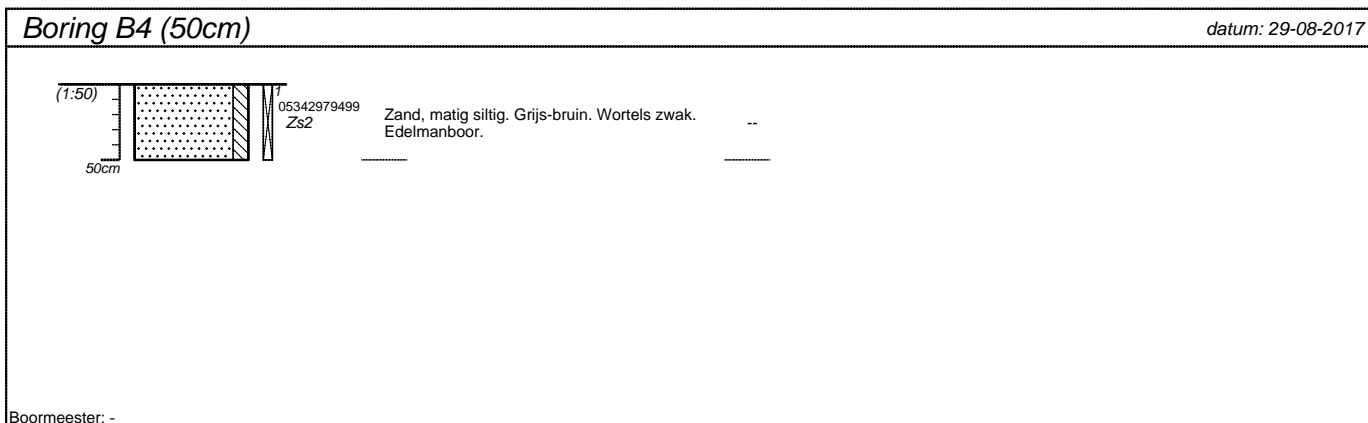 Boring B4 (50cm)
datum: 29-08-2017
(1:50)
1
05342979499
Zs2
Zand, matig siltig. Grijs-bruin. Wortels zwak.
Edelmanboor.
--
50cm
Boormeester: -